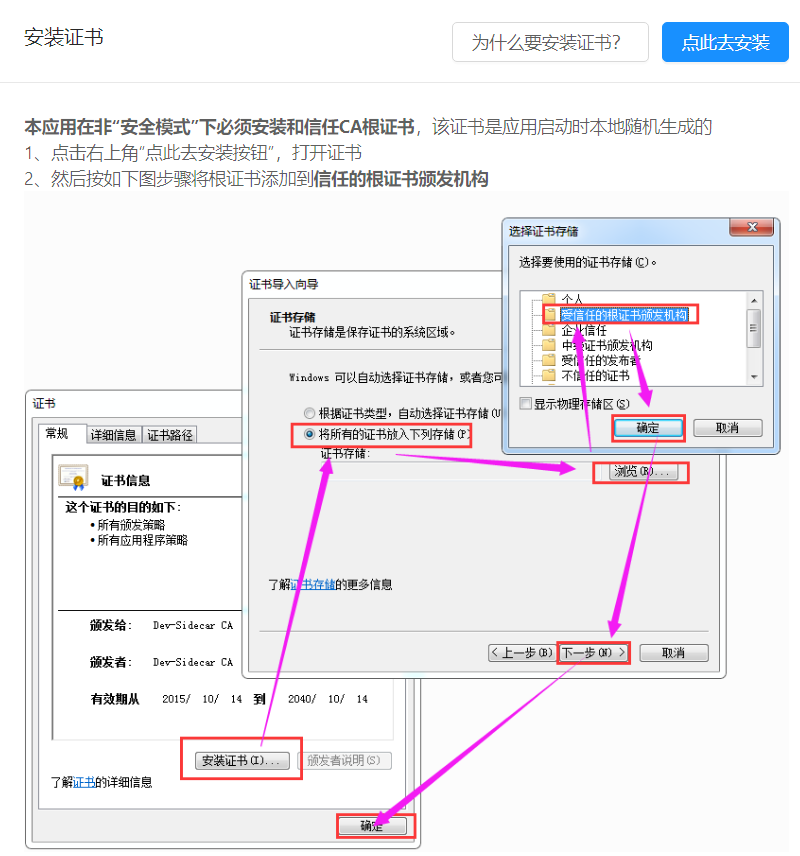 安装证书
为什么要安装证书?
点此去安装
本应用在非“安全模式”下必须安装和信任CA根证书，该证书是应用启动时本地随机生成的
1、点击右上角“点此去安装按钮”，打开证书
2、然后按如下图步骤将根证书添加到信任的根证书颁发机构
选择证书存储
选择要使用的证书存储(C)。
个人
受信任的根证书颁发机构
企业信任
中级证书颁发机构
受信任的发布者
不信任的证书
显示物理存储区(S)
确定
取消
证书导入向导
证书存储
证书存储是保存证书的系统区域。
Windows 可以自动选择证书存储，或者您可
根据证书类型，自动选择证书存储(U
将所有的证书放入下列存储(P)
证书存储:
浏览(R)...
了解证书存储的更多信息
< 上一步(B)
下一步(N) >
取消
证书
常规
详细信息
证书路径
证书信息
这个证书的目的如下:
•所有颁发策略
•所有应用程序策略
颁发给: Dev-Sidecar CA
颁发者: Dev-Sidecar CA
有效期从 2015/ 10/ 14 到 2040/ 10/ 14
安装证书(I)...
颁发者说明(S)
了解证书的详细信息
确定